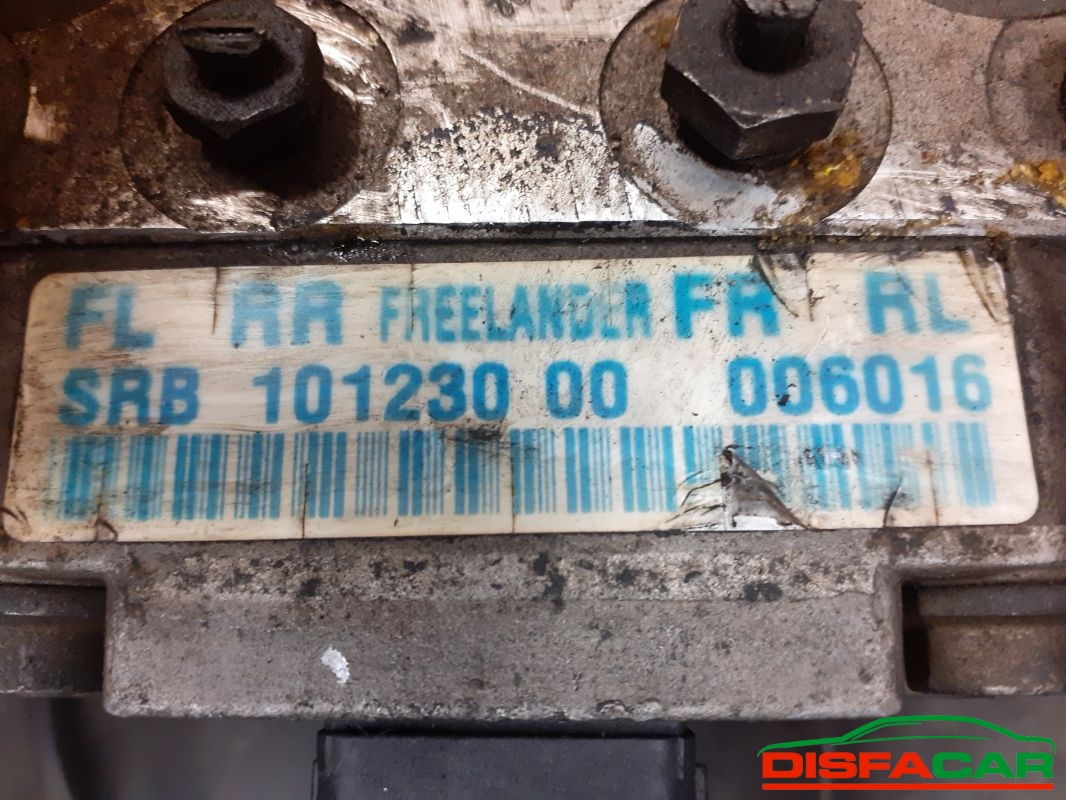 FL RR FREELANDER FR RL
SRB 101230 00 006016
DISFACAR